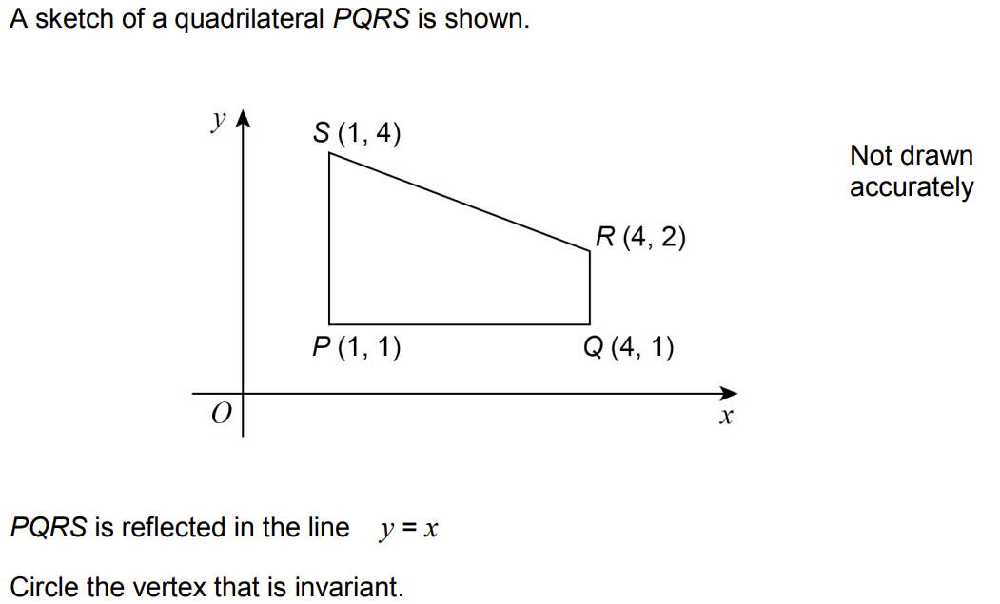 A sketch of a quadrilateral PQRS is shown.
y
S (1, 4)
Not drawn
accurately
R (4, 2)
P (1, 1)
Q (4, 1)
O
x
PQRS is reflected in the line y = x
Circle the vertex that is invariant.